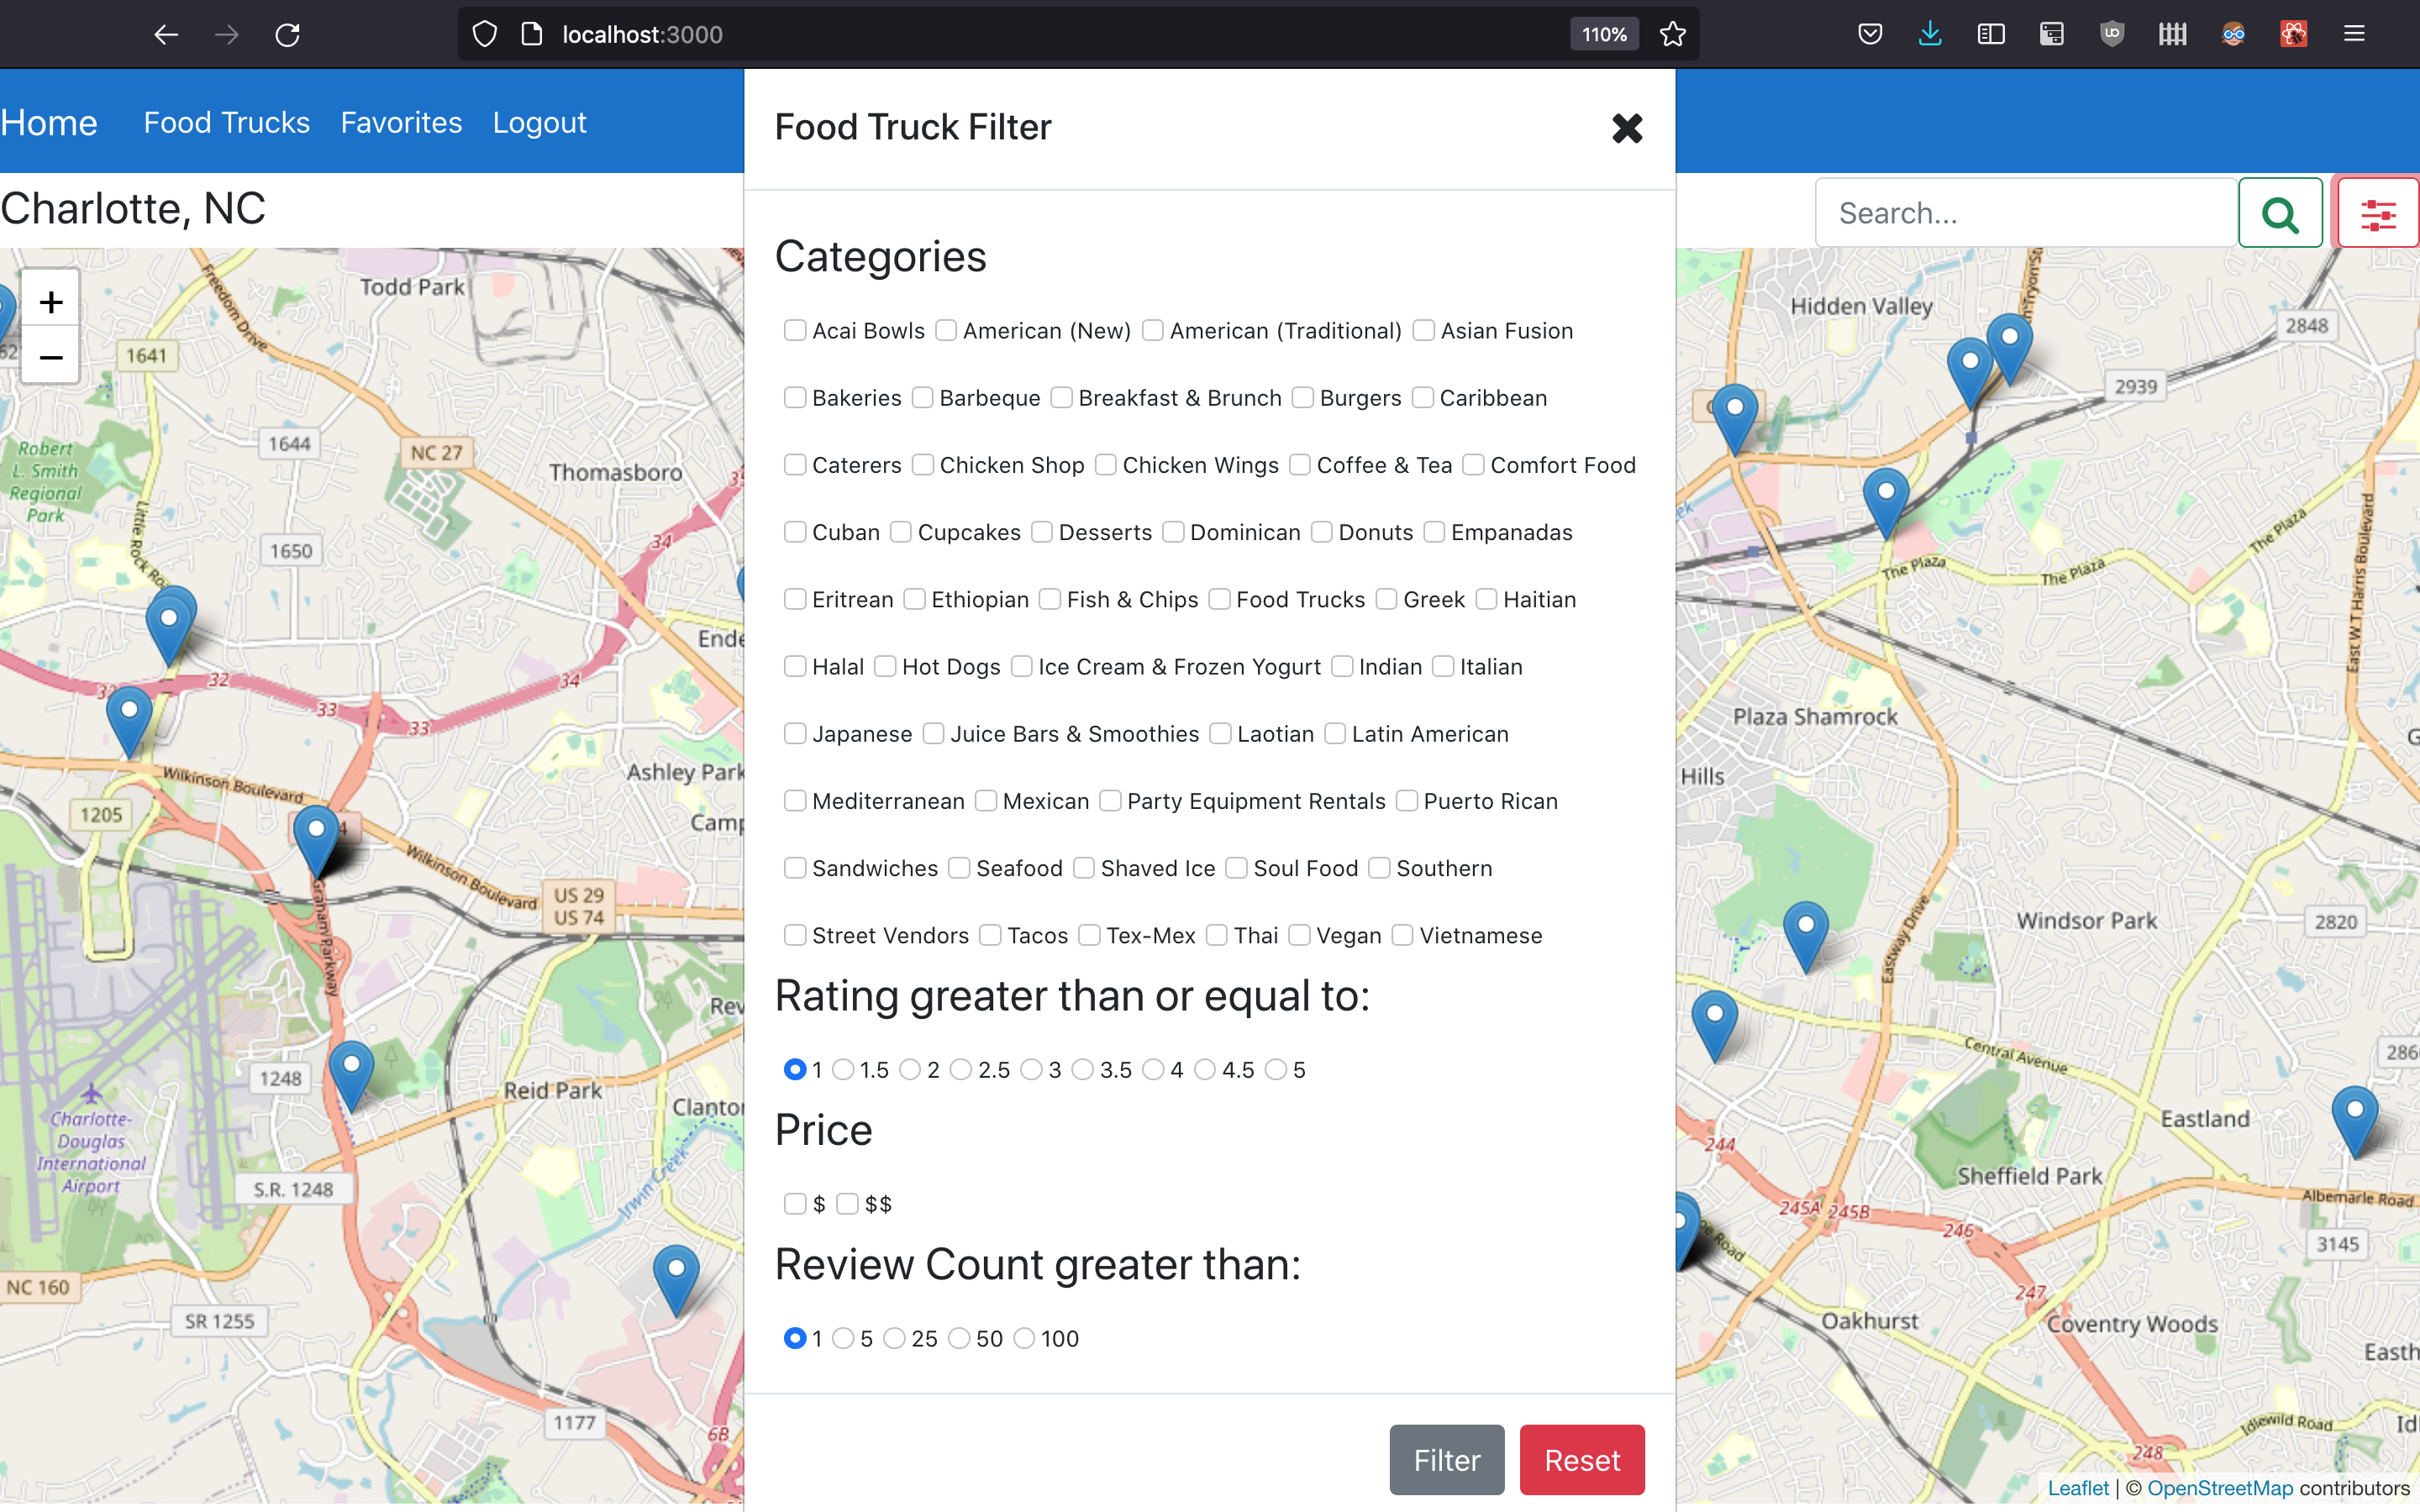 localhost:3000
110%
Home Food Trucks Favorites Logout
Food Truck Filter
Charlotte, NC
Search...
Categories
Acai Bowls American (New) American (Traditional) Asian Fusion
Bakeries Barbeque Breakfast & Brunch Burgers Caribbean
Caterers Chicken Shop Chicken Wings Coffee & Tea Comfort Food
Cuban Cupcakes Desserts Dominican Donuts Empanadas
Eritrean Ethiopian Fish & Chips Food Trucks Greek Haitian
Halal Hot Dogs Ice Cream & Frozen Yogurt Indian Italian
Japanese Juice Bars & Smoothies Laotian Latin American
Mediterranean Mexican Party Equipment Rentals Puerto Rican
Sandwiches Seafood Shaved Ice Soul Food Southern
Street Vendors Tacos Tex-Mex Thai Vegan Vietnamese
Rating greater than or equal to:
1 1.5 2 2.5 3 3.5 4 4.5 5
Price
$ $$
Review Count greater than:
1 5 25 50 100
Filter Reset
+
−
Todd Park
Freedom Drive
1641
1644
NC 27
Thomasboro
Robert
L. Smith
Regional
Park
Little Rock
1650
34
32
34
33
33
Wilkinson Boulevard
Ashley Park
1205
Wilkinson Boulevard
US 29
US 74
Graham Parkway
1248
Reid Park
Charlotte-
Douglas
International
Airport
S.R. 1248
Irwin Creek
NC 160
SR 1255
1177
6B
Hidden Valley
2848
2939
The Plaza
The Plaza
The Plaza
East W T Harris Boulevard
Plaza Shamrock
Hills
Windsor Park
2820
Eastway Drive
Central Avenue
Eastland
244
Sheffield Park
245A
245B
246
Albemarle Road
3145
247
Oakhurst
Coventry Woods
Idlewild Road
248
Leaflet | © OpenStreetMap contributors